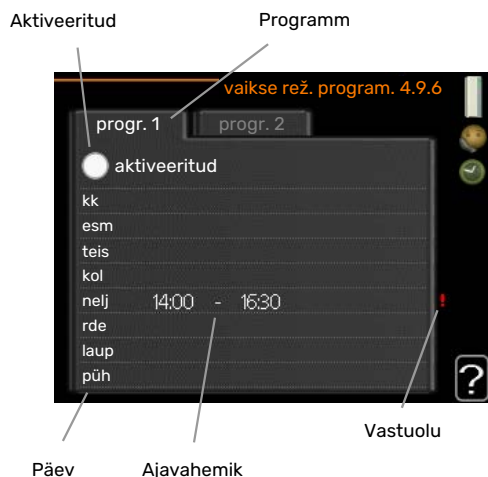 Aktiveeritud
Programm
vaikse rež. program. 4.9.6
progr. 1
progr. 2
aktiveeritud
kk
esm
teis
kol
nelj 14:00 - 16:30
rde
laup
püh
!
?
Vastuolu
Päev
Ajavahemik